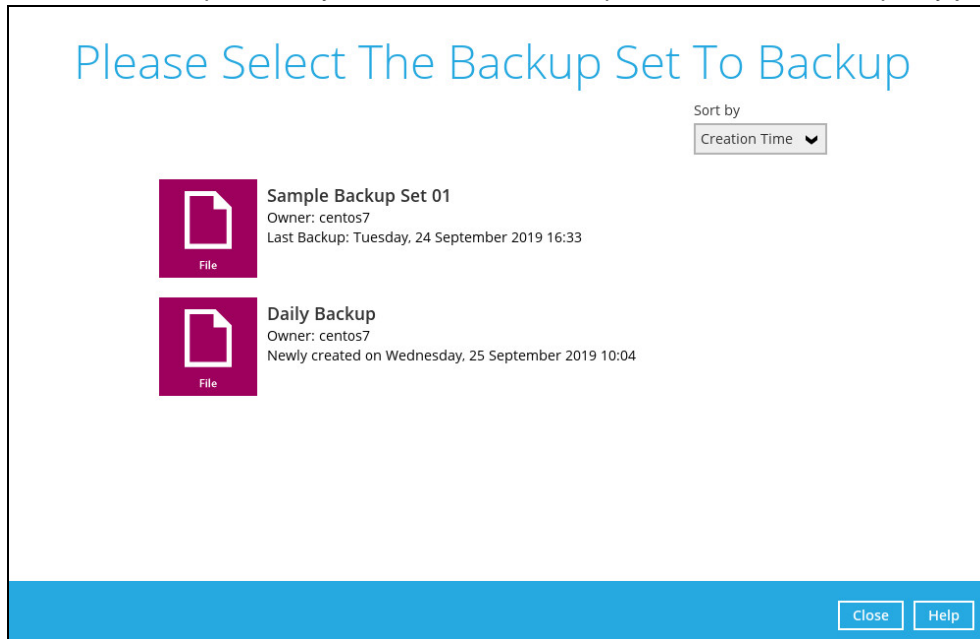 Please Select The Backup Set To Backup
Sort by
Creation Time
Sample Backup Set 01
Owner: centos7
Last Backup: Tuesday, 24 September 2019 16:33
File
Daily Backup
Owner: centos7
Newly created on Wednesday, 25 September 2019 10:04
File
Close
Help